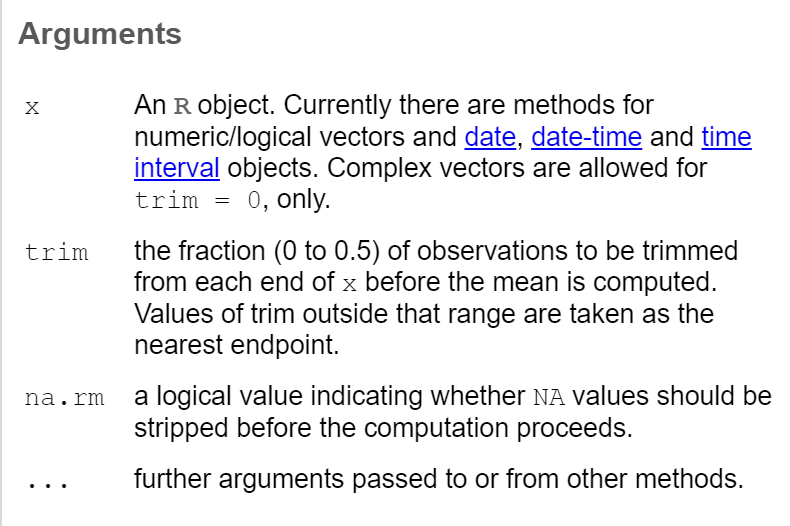 Arguments
x An R object. Currently there are methods for
numeric/logical vectors and date, date-time and time
interval objects. Complex vectors are allowed for
trim = 0, only.
trim the fraction (0 to 0.5) of observations to be trimmed
from each end of x before the mean is computed.
Values of trim outside that range are taken as the
nearest endpoint.
na.rm a logical value indicating whether NA values should be
stripped before the computation proceeds.
... further arguments passed to or from other methods.